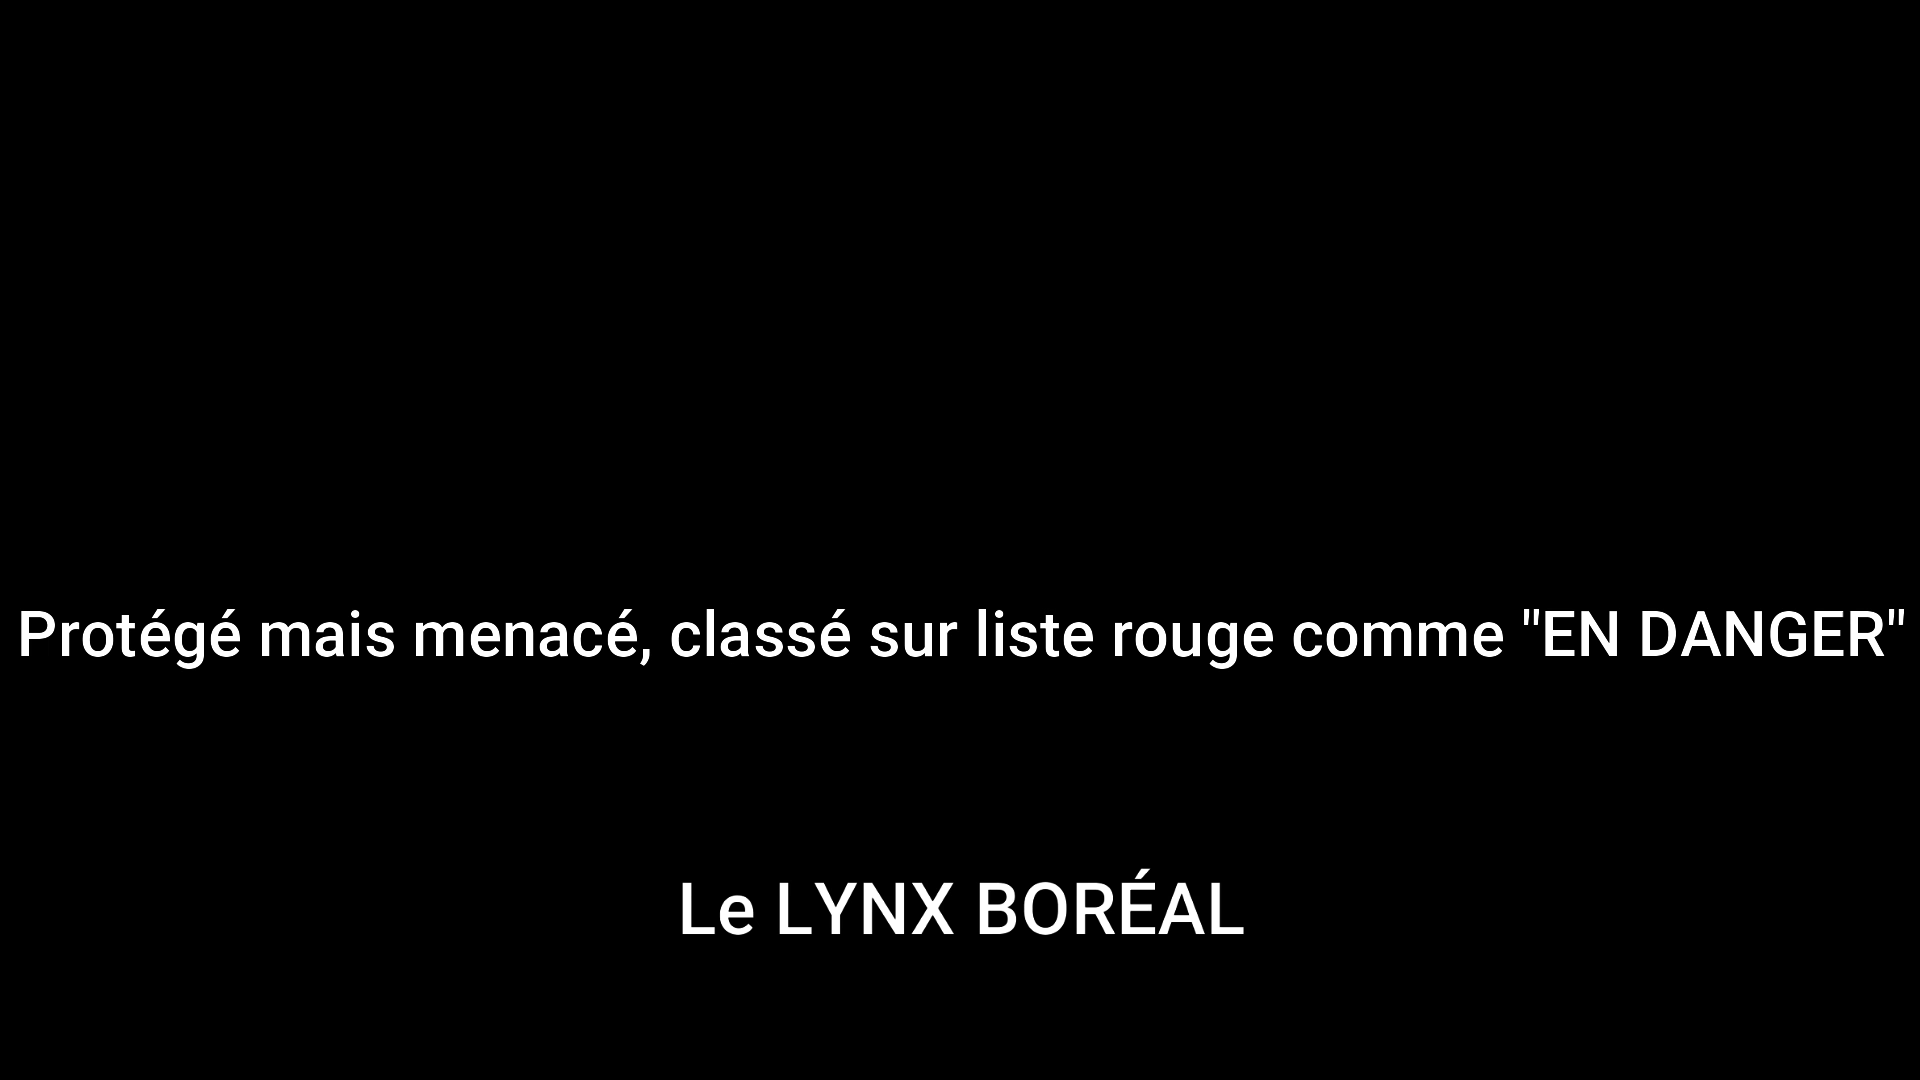 Protégé mais menacé, classé sur liste rouge comme "EN DANGER"
Le LYNX BORÉAL